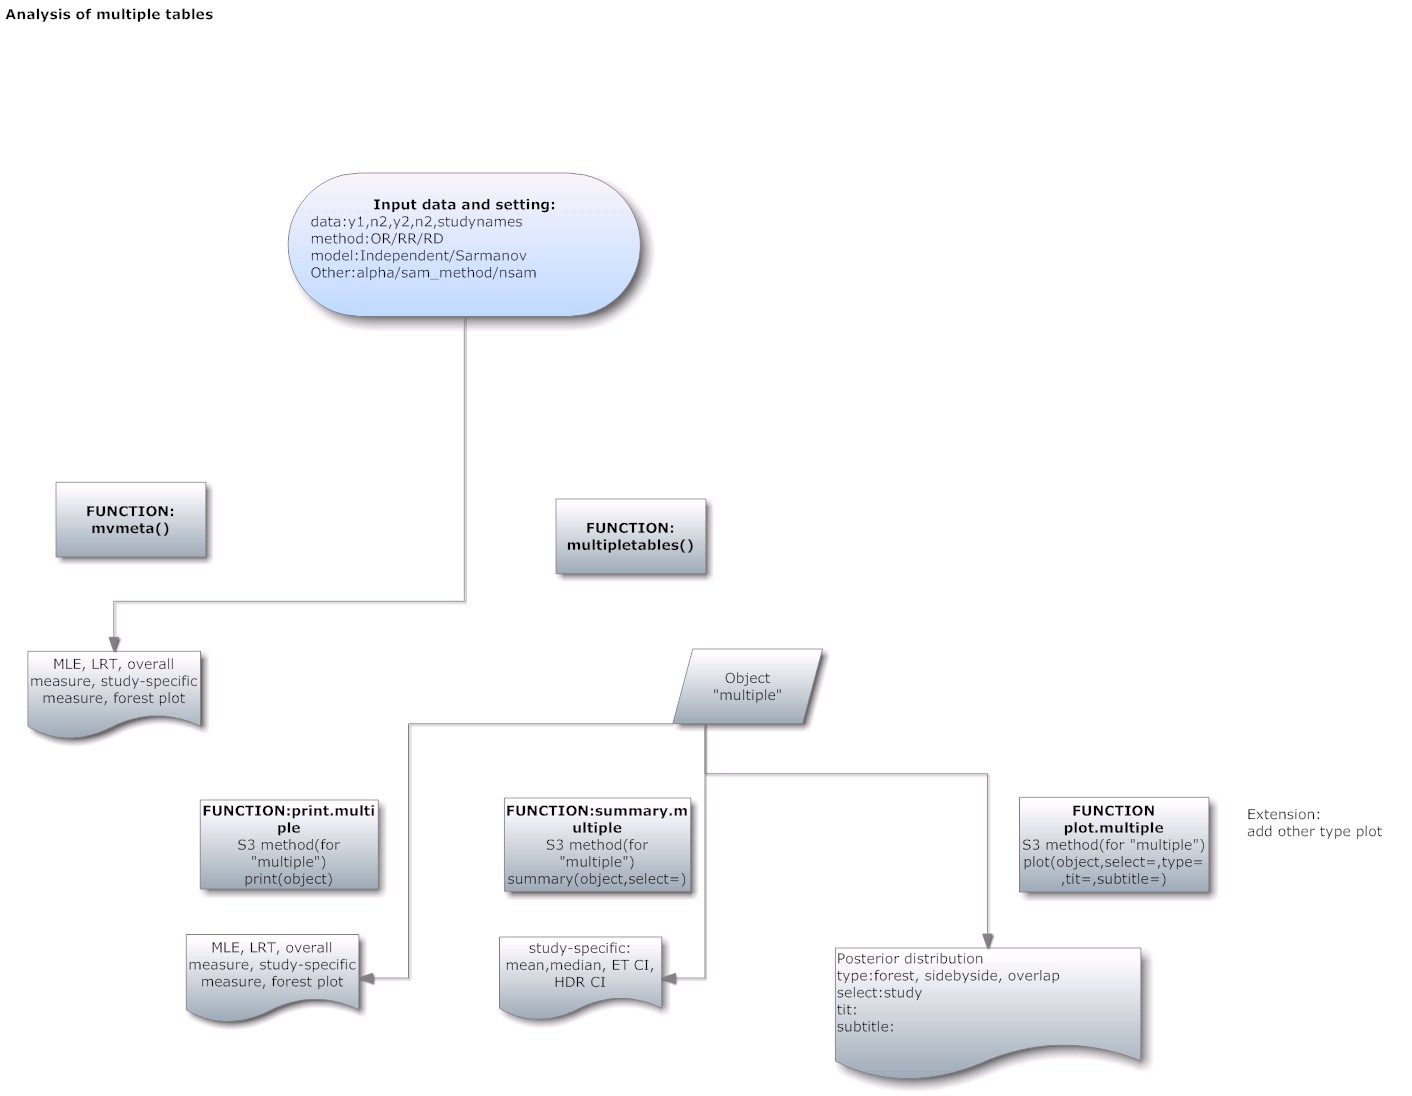 Analysis of multiple tables
Input data and setting:
data:y1,n2,y2,n2,studynames
method:OR/RR/RD
model:Independent/Sarmanov
Other:alpha/sam_method/nsam
FUNCTION:
mvmeta()
FUNCTION:
multipletables()
MLE, LRT, overall
measure, study-specific
measure, forest plot
Object
"multiple"
FUNCTION:print.multi
ple
S3 method(for
"multiple")
print(object)
FUNCTION:summary.m
ultiple
S3 method(for
"multiple")
summary(object,select=)
FUNCTION
plot.multiple
S3 method(for "multiple")
plot(object,select=,type=
,tit=,subtitle=)
Extension:
add other type plot
MLE, LRT, overall
measure, study-specific
measure, forest plot
study-specific:
mean,median, ET CI,
HDR CI
Posterior distribution
type:forest, sidebyside, overlap
select:study
tit:
subtitle: